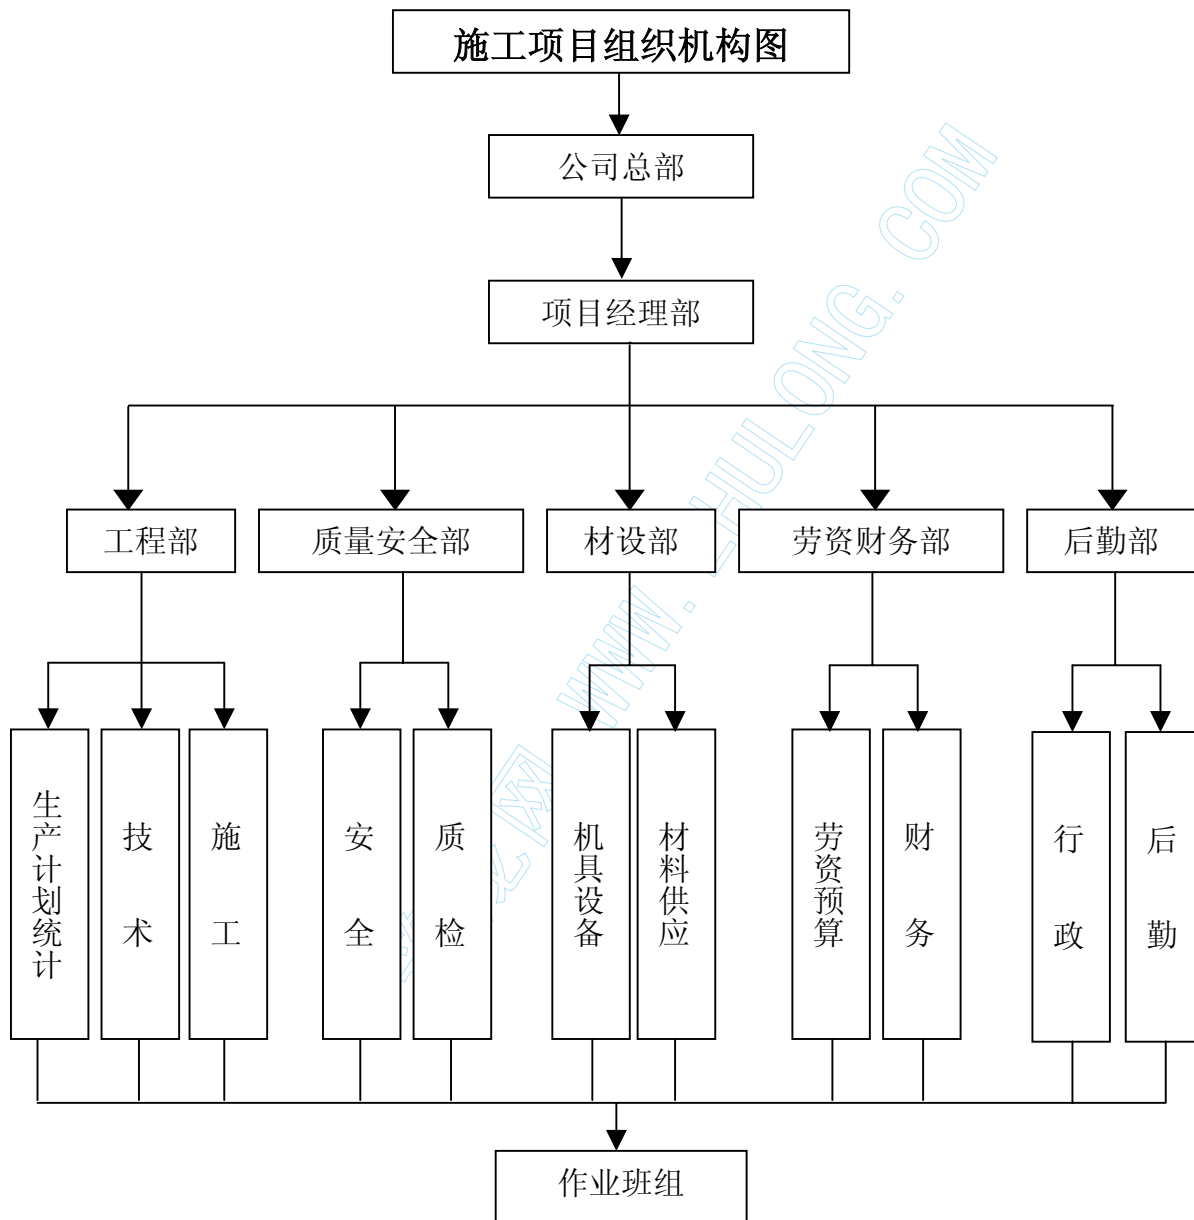 施工项目组织机构图
公司总部
项目经理部
工程部
质量安全部
材设部
劳资财务部
后勤部
生产计划统计
技术
施工
安全
质检
机具设备
材料供应
劳资预算
财务
行政
后勤
作业班组
WWW.ZHULONG.COM